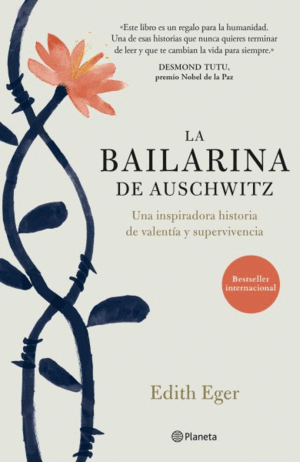 «Este libro es un regalo para la humanidad.
Una de esas historias que nunca quieres terminar
de leer y que te cambian la vida para siempre.»
DESMOND TUTU,
premio Nobel de la Paz
LA
BAILARINA
DE AUSCHWITZ
Una inspiradora historia
de valentía y supervivencia
Bestseller
internacional
Edith Eger
Planeta